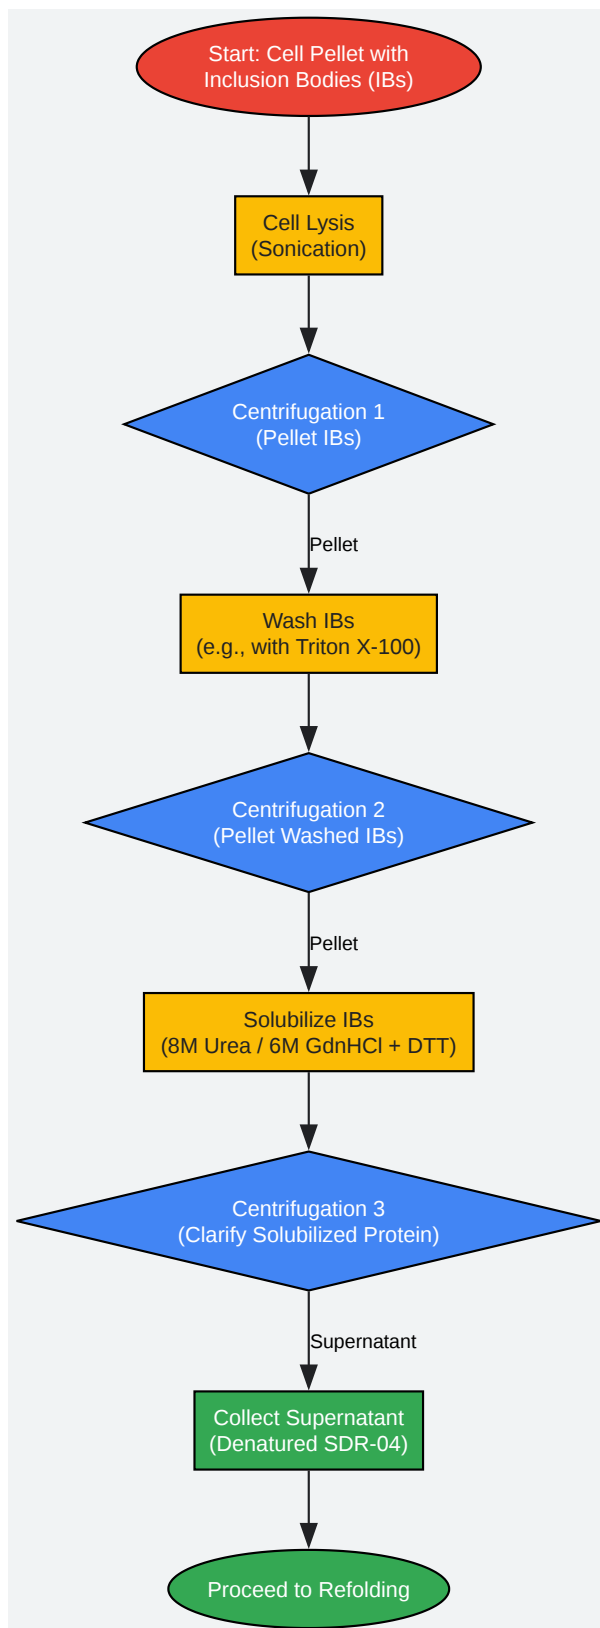 Start: Cell Pellet with
Inclusion Bodies (IBs)
Cell Lysis
(Sonication)
Centrifugation 1
(Pellet IBs)
Pellet
Wash IBs
(e.g., with Triton X-100)
Centrifugation 2
(Pellet Washed IBs)
Pellet
Solubilize IBs
(8M Urea / 6M GdnHCl + DTT)
Centrifugation 3
(Clarify Solubilized Protein)
Supernatant
Collect Supernatant
(Denatured SDR-04)
Proceed to Refolding